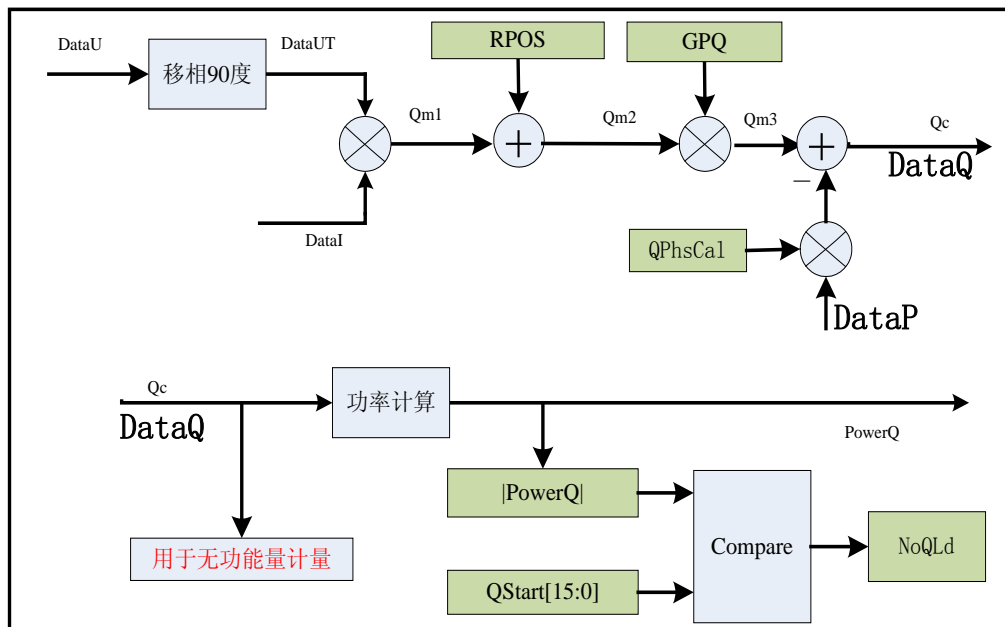 DataU
DataUT
移相90度
RPOS
GPQ
Qm1
Qm2
Qm3
Qc
DataQ
DataI
QPhsCal
DataP
Qc
DataQ
功率计算
PowerQ
|PowerQ|
Compare
NoQLd
用于无功能量计量
QStart[15:0]